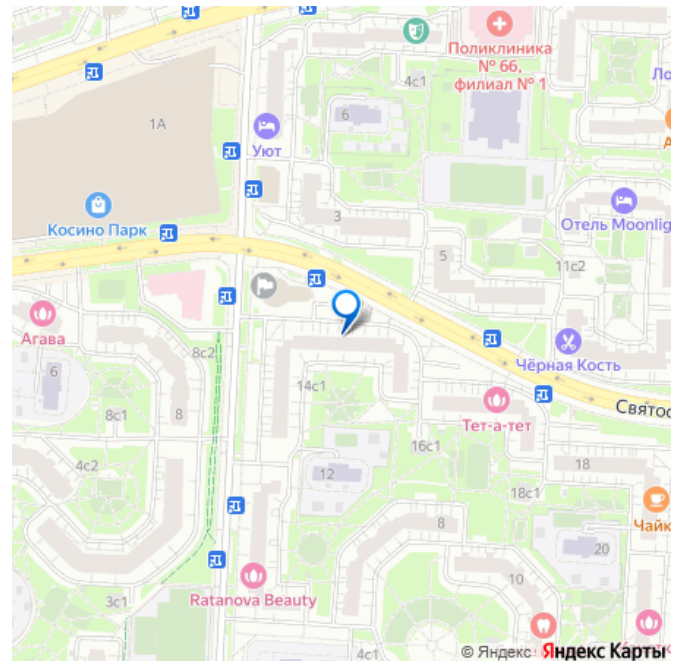 Поликлиника
№ 66,
филиал № 1
4с1
1А
6
Уют
Косино Парк
3
Отель Moonlig
5
11с2
Агава
Чёрная Кость
8с2
6
14с1
8с1
8
Тет-а-тет
Святос
16с1
4с2
12
18
18с1
8
Чайк
20
10
Ratanova Beauty
3с1
4с1
© Яндекс
Яндекс Карты